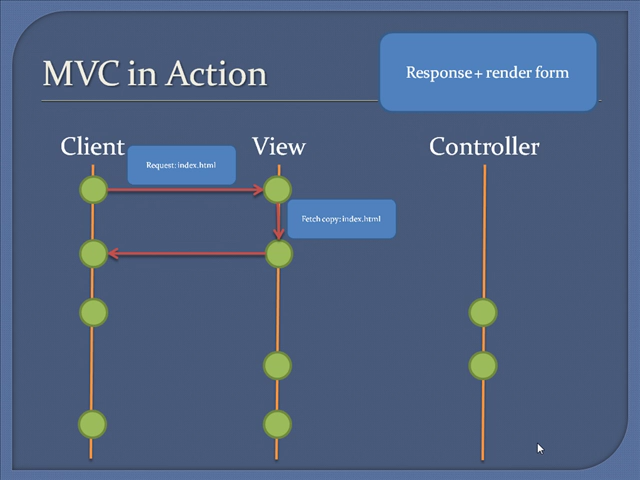 MVC in Action
Response + render form
Client
View
Controller
Request: index.html
Fetch copy: index.html